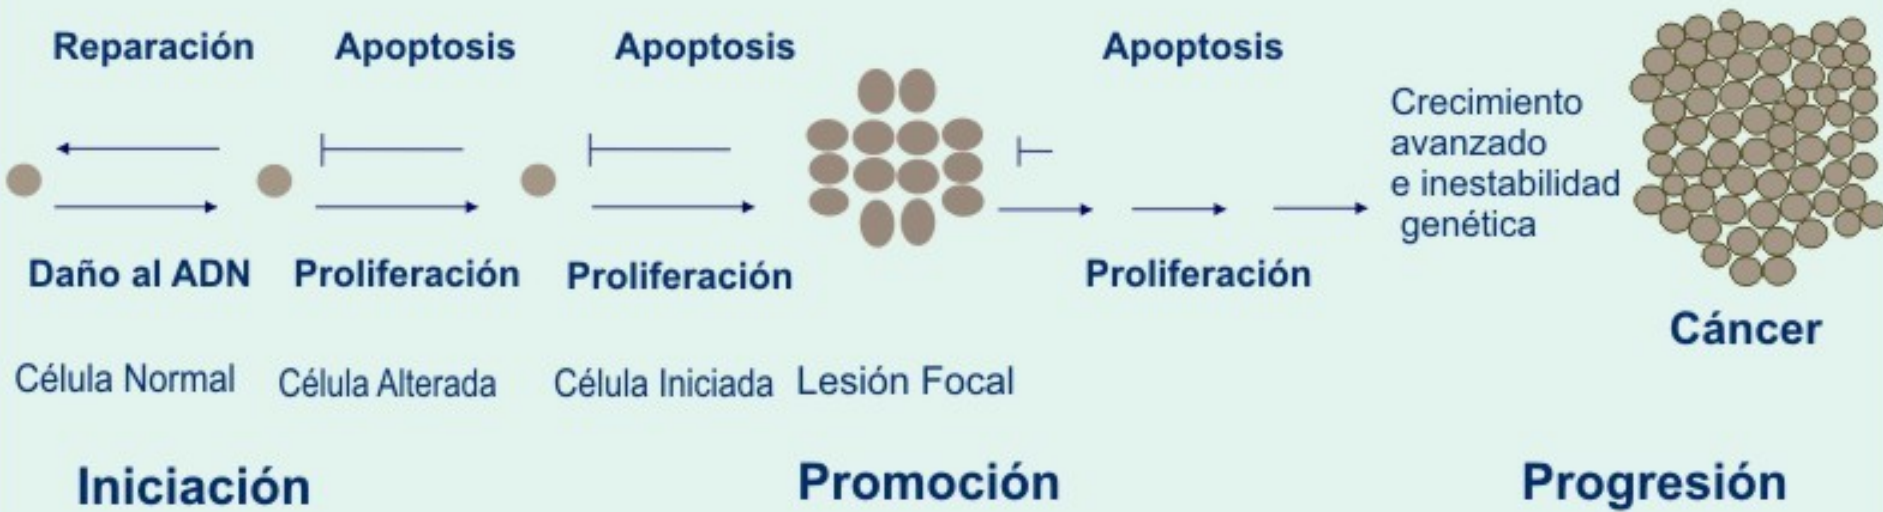 Reparación
Apoptosis
Apoptosis
Apoptosis
Crecimiento
avanzado
e inestabilidad
genética
Daño al ADN
Proliferación
Proliferación
Proliferación
Cáncer
Célula Normal
Célula Alterada
Célula Iniciada
Lesión Focal
Iniciación
Promoción
Progresión